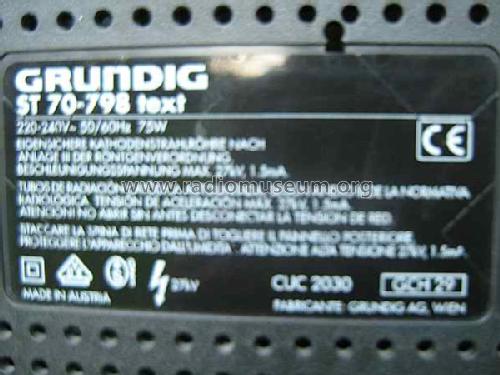 GRUNDIG
ST 70-798 text
220-240V~ 50/60Hz 75W
CE
EIGENSICHERE KATHODENSTRAHLRÖHRE NACH
ANLAGE III DER RÖNTGENVERORDNUNG.
BESCHLEUNIGUNGSSPANNUNG MAX. 27kV, 1.5mA.
TUBOS DE RADIACIÓN LA NORMATIVA
www.radiomuseum.org
RADIOLOGICA. TENSION DE ACELERACIÓN MAX. 27kV, 1.5mA.
ATENCION! NO ABRIR SIN ANTES DESCONECTAR LA TENSION DE RED.
STACCARE LA SPINA DI RETE PRIMA DI TOGLIERE IL PANNELLO POSTERIORE.
PROTEGGERE L'APPARECCHIO DALL'UMIDITA. ATTENZIONE ALTA TENSIONE 27kV, 1.5mA.
27kV
CUC 2030 GCH 29
MADE IN AUSTRIA
FABRICANTE: GRUNDIG AG, WIEN